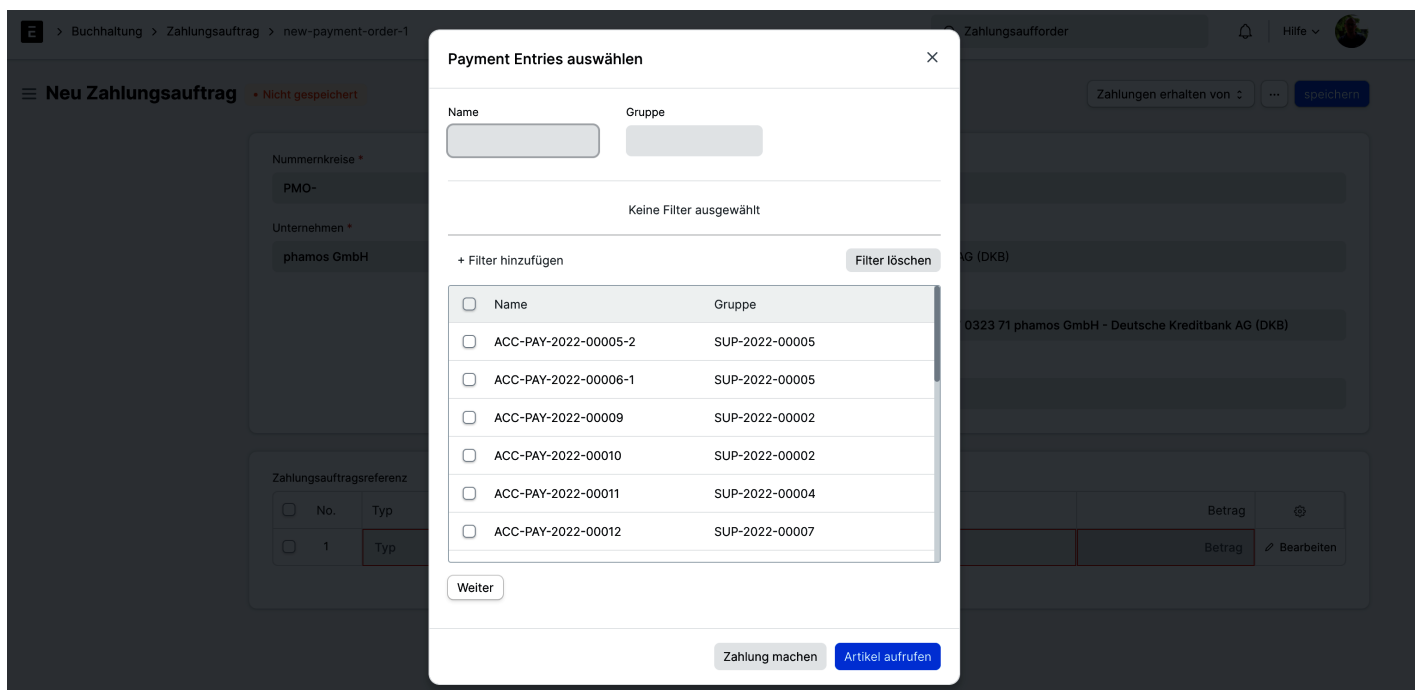 E > Buchhaltung > Zahlungsauftrag > new-payment-order-1
Zahlungsaufforder
Hilfe
Neu Zahlungsauftrag • Nicht gespeichert
Zahlungen erhalten von
...
speichern
Payment Entries auswählen
Name Gruppe
Keine Filter ausgewählt
+ Filter hinzufügen Filter löschen
Name Gruppe
ACC-PAY-2022-00005-2 SUP-2022-00005
ACC-PAY-2022-00006-1 SUP-2022-00005
ACC-PAY-2022-00009 SUP-2022-00002
ACC-PAY-2022-00010 SUP-2022-00002
ACC-PAY-2022-00011 SUP-2022-00004
ACC-PAY-2022-00012 SUP-2022-00007
Weiter
Zahlung machen Artikel aufrufen
Nummernkreise *
PMO-
Unternehmen *
phamos GmbH
AG (DKB)
0323 71 phamos GmbH - Deutsche Kreditbank AG (DKB)
Zahlungsauftragsreferenz
No. Typ Betrag
1 Typ Betrag Bearbeiten